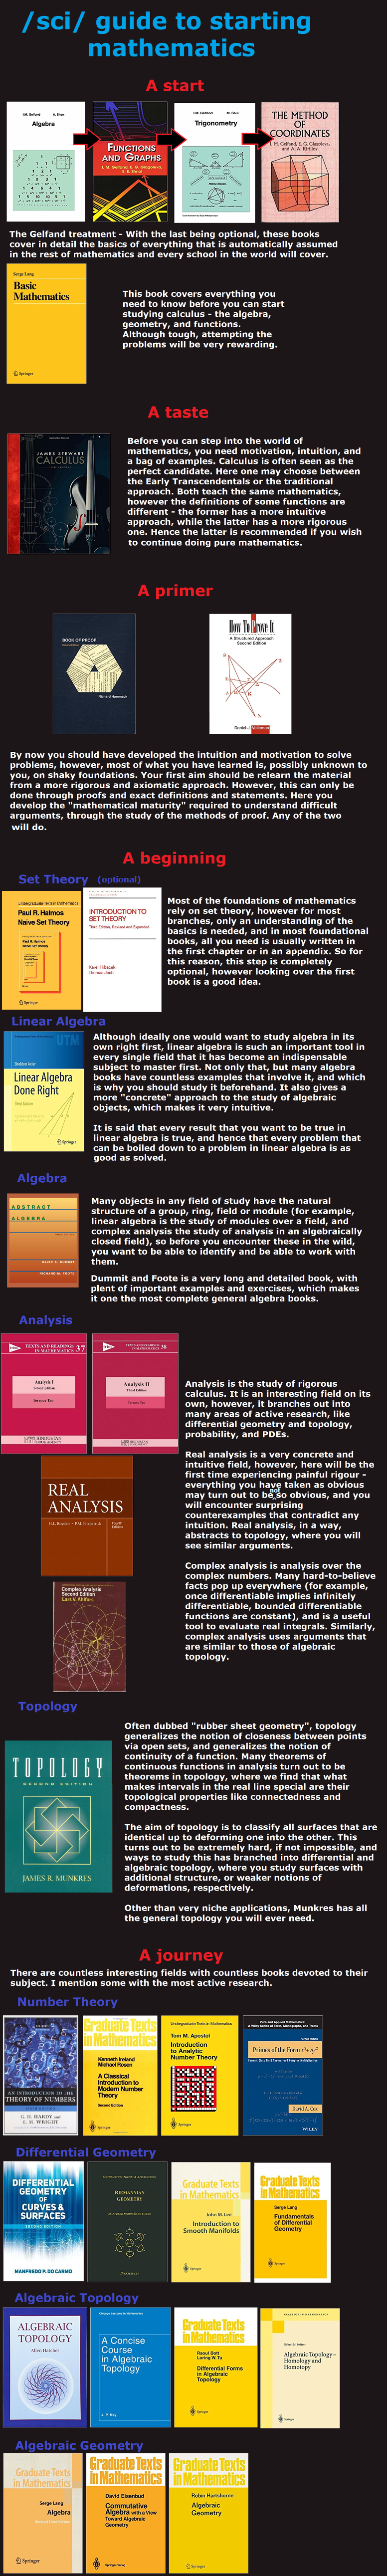 /sci/ guide to starting
mathematics
A start
I.M. Gelfand A. Shen
Algebra
FUNCTIONS
AND GRAPHS
I. M. Gelfand, E. G. Glagoleva,
E. E. Shnol
I.M. Gelfand M. Saul
Trigonometry
THE METHOD
OF
COORDINATES
I. M. Gelfand, E. G. Glagoleva,
and A. A. Kirillov
The Gelfand treatment - With the last being optional, these books
cover in detail the basics of everything that is automatically assumed
in the rest of mathematics and every school in the world will cover.
Serge Lang
Basic
Mathematics
Springer
This book covers everything you
need to know before you can start
studying calculus - the algebra,
geometry, and functions.
Although tough, attempting the
problems will be very rewarding.
A taste
JAMES STEWART
CALCULUS
Before you can step into the world of
mathematics, you need motivation, intuition, and
a bag of examples. Calculus is often seen as the
perfect candidate. Here one may choose between
the Early Transcendentals or the traditional
approach. Both teach the same mathematics,
however the definitions of some functions are
different - the former has a more intuitive
approach, while the latter has a more rigorous
one. Hence the latter is recommended if you wish
to continue doing pure mathematics.
A primer
BOOK OF PROOF
Richard Hammack
How To Prove It
A Structured Approach
Second Edition
Daniel J. Velleman
By now you should have developed the intuition and motivation to solve
problems, however, most of what you have learned is, possibly unknown to
you, on shaky foundations. Your first aim should be relearn the material
from a more rigorous and axiomatic approach. However, this can only be
done through proofs and exact definitions and statements. Here you
develop the "mathematical maturity" required to understand difficult
arguments, through the study of the methods of proof. Any of the two
will do.
A beginning
Set Theory (optional)
Undergraduate Texts in Mathematics
Paul R. Halmos
Naive Set Theory
Paul R. Halmos
Naive Set Theory
Springer
INTRODUCTION TO
SET THEORY
Third Edition, Revised and Expanded
Karel Hrbacek
Thomas Jech
Most of the foundations of mathematics
rely on set theory, however for most
branches, only an understanding of the
basics is needed, and in most foundational
books, all you need is usually written in
the first chapter or in an appendix. So for
this reason, this step is completely
optional, however looking over the first
book is a good idea.
Linear Algebra
UTM
Sheldon Axler
Linear Algebra
Done Right
Third Edition
Springer
Although ideally one would want to study algebra in its
own right first, linear algebra is such an important tool in
every single field that it has become an indispensable
subject to master first. Not only that, but many algebra
books have countless examples that involve it, and which
is why you should study it beforehand. It also gives a
more "concrete" approach to the study of algebraic
objects, which makes it very intuitive.
It is said that every result that you want to be true in
linear algebra is true, and hence that every problem that
can be boiled down to a problem in linear algebra is as
good as solved.
Algebra
ABSTRACT
ALGEBRA
DAVID S. DUMMIT
RICHARD M. FOOTE
Many objects in any field of study have the natural
structure of a group, ring, field or module (for example,
linear algebra is the study of modules over a field, and
complex analysis the study of analysis in an algebraically
closed field), so before you encounter these in the wild,
you want to be able to identify and be able to work with
them.
Dummit and Foote is a very long and detailed book, with
plent of important examples and exercises, which makes
it one the most complete general algebra books.
Analysis
TEXTS AND READINGS
IN MATHEMATICS 37
Analysis I
Terence Tao
HINDUSTAN
BOOK AGENCY
TEXTS AND READINGS
IN MATHEMATICS 38
Analysis II
Third Edition
Terence Tao
HINDUSTAN
BOOK AGENCY
REAL
ANALYSIS
H.L. Royden P.M. Fitzpatrick
Fourth
Edition
Complex Analysis
Second Edition
Lars V. Ahlfors
Analysis is the study of rigorous
calculus. It is an interesting field on its
own, however, it branches out into
many areas of active research, like
differential geometry and topology,
probability, and PDEs.
Real analysis is a very concrete and
intuitive field, however, here will be the
first time experiencing painful rigour -
everything you have taken as obvious
may turn out to be not so obvious, and you
will encounter surprising
counterexamples that contradict any
intuition. Real analysis, in a way,
abstracts to topology, where you will
see similar arguments.
Complex analysis is analysis over the
complex numbers. Many hard-to-believe
facts pop up everywhere (for example,
once differentiable implies infinitely
differentiable, bounded differentiable
functions are constant), and is a useful
tool to evaluate real integrals. Similarly,
complex analysis uses arguments that
are similar to those of algebraic
topology.
Topology
TOPOLOGY
SECOND EDITION
JAMES R. MUNKRES
Often dubbed "rubber sheet geometry", topology
generalizes the notion of closeness between points
via open sets, and generalizes the notion of
continuity of a function. Many theorems of
continuous functions in analysis turn out to be
theorems in topology, where we find that what
makes intervals in the real line special are their
topological properties like connectedness and
compactness.
The aim of topology is to classify all surfaces that are
identical up to deforming one into the other. This
turns out to be extremely hard, if not impossible, and
ways to study this has branched into differential and
algebraic topology, where you study surfaces with
additional structure, or weaker notions of
deformations, respectively.
Other than very niche applications, Munkres has all
the general topology you will ever need.
A journey
There are countless interesting fields with countless books devoted to their
subject. I mention some with the most active research.
Number Theory
AN INTRODUCTION TO THE
THEORY OF NUMBERS
G. H. HARDY and
E. M. WRIGHT
Graduate Texts
in Mathematics
Kenneth Ireland
Michael Rosen
A Classical
Introduction to
Modern Number
Theory
Second Edition
Springer
Undergraduate Texts in Mathematics
Tom M. Apostol
Introduction
to Analytic
Number Theory
Springer
Pure and Applied Mathematics:
A Wiley Series of Texts, Monographs, and Tracts
Primes of the Form x²+ ny²
Fermat, Class Field Theory, and Complex Multiplication
David A. Cox
WILEY
Differential Geometry
DIFFERENTIAL
GEOMETRY
OF
CURVES &
SURFACES
SECOND EDITION
MANFREDO P. DO CARMO
RIEMANNIAN
GEOMETRY
Graduate Texts
in Mathematics
John M. Lee
Introduction to
Smooth Manifolds
Springer
Graduate Texts
in Mathematics
Serge Lang
Fundamentals
of Differential
Geometry
Springer
Algebraic Topology
ALGEBRAIC
TOPOLOGY
Allen Hatcher
Chicago Lectures in Mathematics
A Concise
Course
in Algebraic
Topology
J. P. May
Graduate Texts
in Mathematics
Raoul Bott
Loring W. Tu
Differential Forms
in Algebraic
Topology
Springer
CLASSICS IN MATHEMATICS
Robert M. Switzer
Algebraic Topology –
Homology and
Homotopy
Springer
Algebraic Geometry
Graduate Texts
in Mathematics
Serge Lang
Algebra
Revised Third Edition
Springer
Graduate Texts
in Mathematics
David Eisenbud
Commutative
Algebra with a View
Toward Algebraic
Geometry
Springer
Graduate Texts
in Mathematics
Robin Hartshorne
Algebraic
Geometry
Springer